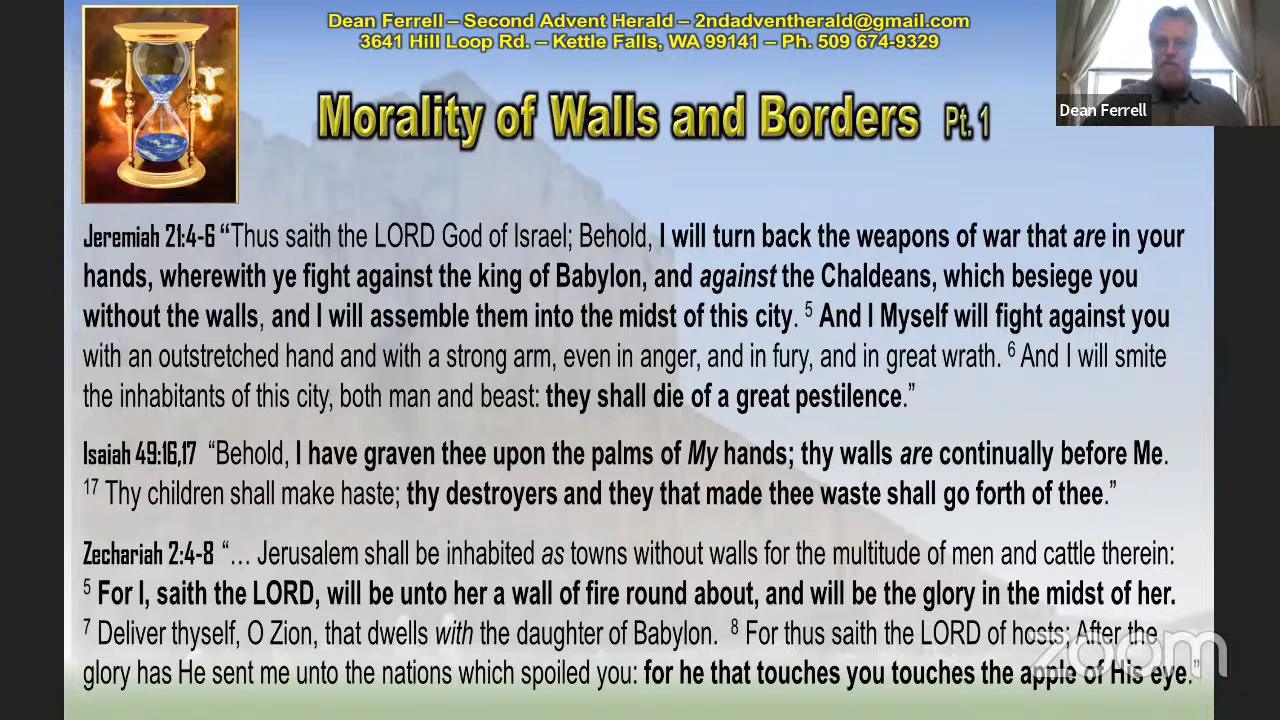 Dean Ferrell – Second Advent Herald – 2ndadventherald@gmail.com
3641 Hill Loop Rd. – Kettle Falls, WA 99141 – Ph. 509 674-9329
Dean Ferrell
Morality of Walls and Borders Pt. 1
Jeremiah 21:4-6 “Thus saith the LORD God of Israel; Behold, I will turn back the weapons of war that are in your
hands, wherewith ye fight against the king of Babylon, and against the Chaldeans, which besiege you
without the walls, and I will assemble them into the midst of this city. 5 And I Myself will fight against you
with an outstretched hand and with a strong arm, even in anger, and in fury, and in great wrath. 6 And I will smite
the inhabitants of this city, both man and beast: they shall die of a great pestilence.”
Isaiah 49:16,17 “Behold, I have graven thee upon the palms of My hands; thy walls are continually before Me.
17 Thy children shall make haste; thy destroyers and they that made thee waste shall go forth of thee.”
Zechariah 2:4-8 “… Jerusalem shall be inhabited as towns without walls for the multitude of men and cattle therein:
5 For I, saith the LORD, will be unto her a wall of fire round about, and will be the glory in the midst of her.
7 Deliver thyself, O Zion, that dwells with the daughter of Babylon. 8 For thus saith the LORD of hosts; After the
glory has He sent me unto the nations which spoiled you: for he that touches you touches the apple of His eye.”
zoom